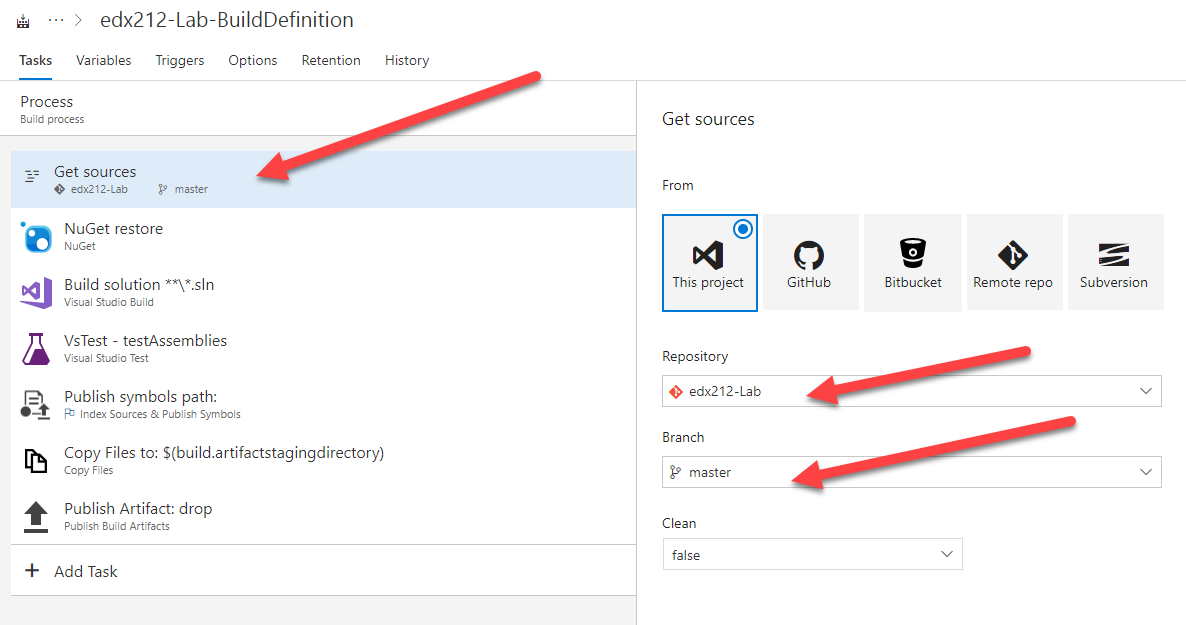 ... > edx212-Lab-BuildDefinition
Tasks Variables Triggers Options Retention History
Process
Build process
Get sources
edx212-Lab master
NuGet restore
NuGet
Build solution **\*.sln
Visual Studio Build
VsTest - testAssemblies
Visual Studio Test
Publish symbols path:
Index Sources & Publish Symbols
Copy Files to: $(build.artifactstagingdirectory)
Copy Files
Publish Artifact: drop
Publish Build Artifacts
+ Add Task
Get sources
From
This project GitHub Bitbucket Remote repo Subversion
Repository
edx212-Lab
Branch
master
Clean
false